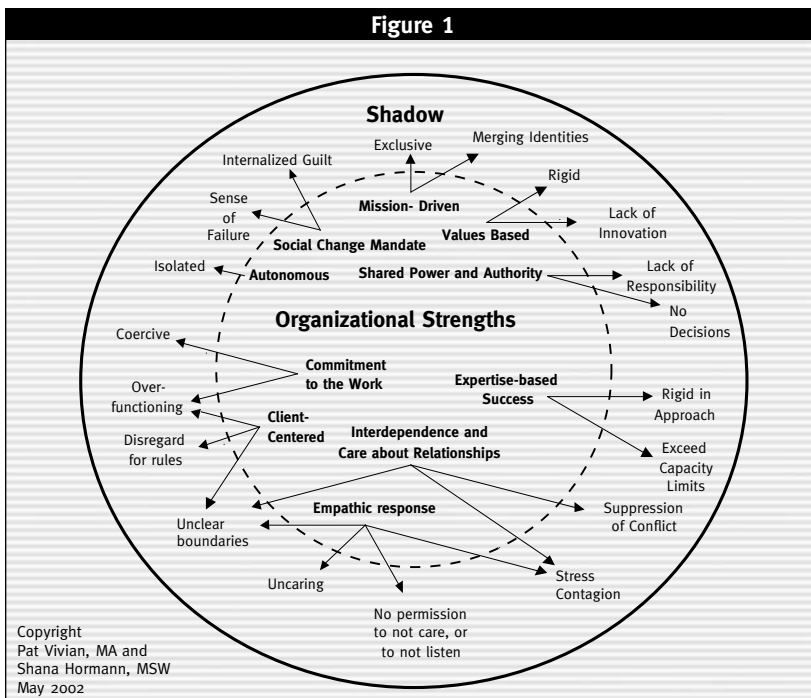 Figure 1
Shadow
Exclusive
Merging Identities
Internalized Guilt
Rigid
Sense
of
Failure
Mission- Driven
Values Based
Lack of
Innovation
Social Change Mandate
Isolated
Autonomous
Shared Power and Authority
Lack of
Responsibility
No
Decisions
Organizational Strengths
Coercive
Commitment
to the Work
Expertise-based
Success
Over-
functioning
Rigid in
Approach
Client-
Centered
Disregard
for rules
Interdependence and
Care about Relationships
Exceed
Capacity
Limits
Empathic response
Unclear
boundaries
Suppression
of Conflict
Uncaring
Stress
Contagion
No permission
to not care, or
to not listen
Copyright
Pat Vivian, MA and
Shana Hormann, MSW
May 2002